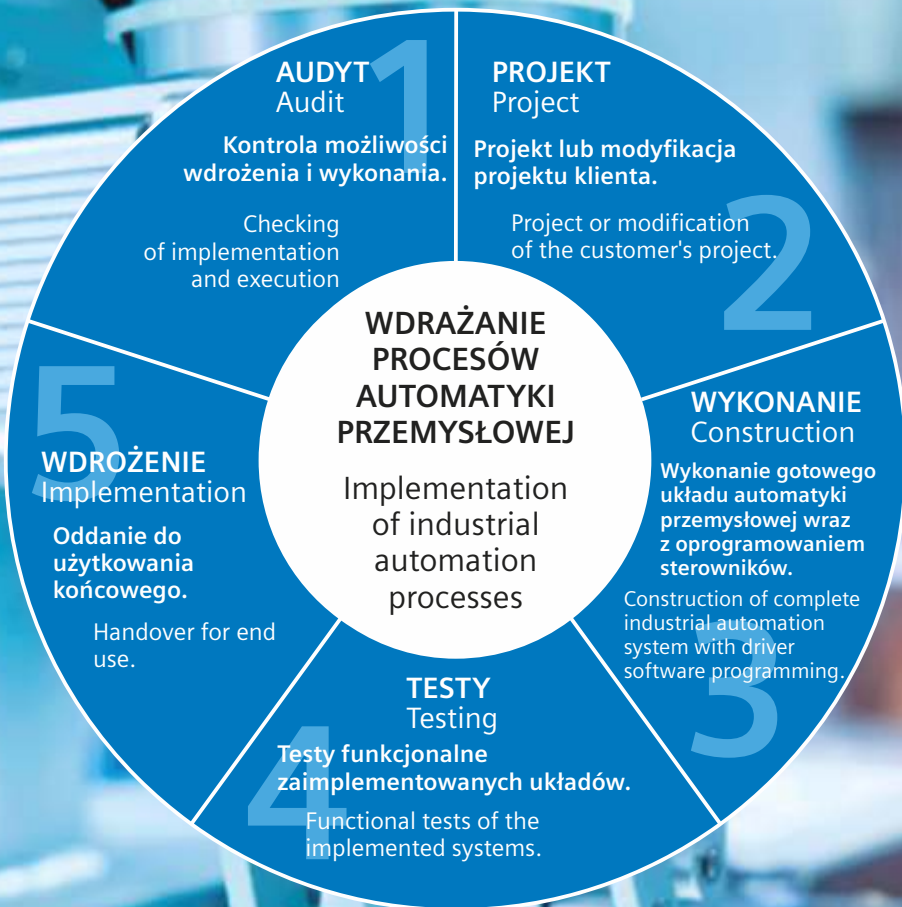 WDRAŻANIE
PROCESÓW
AUTOMATYKI
PRZEMYSŁOWEJ
Implementation
of industrial
automation
processes
1
AUDYT
Audit
Kontrola możliwości
wdrożenia i wykonania.
Checking
of implementation
and execution
2
PROJEKT
Project
Projekt lub modyfikacja
projektu klienta.
Project or modification
of the customer's project.
3
WYKONANIE
Construction
Wykonanie gotowego
układu automatyki
przemysłowej wraz
z oprogramowaniem
sterowników.
Construction of complete
industrial automation
system with driver
software programming.
4
TESTY
Testing
Testy funkcjonalne
zaimplementowanych układów.
Functional tests of the
implemented systems.
5
WDROŻENIE
Implementation
Oddanie do
użytkowania
końcowego.
Handover for end
use.